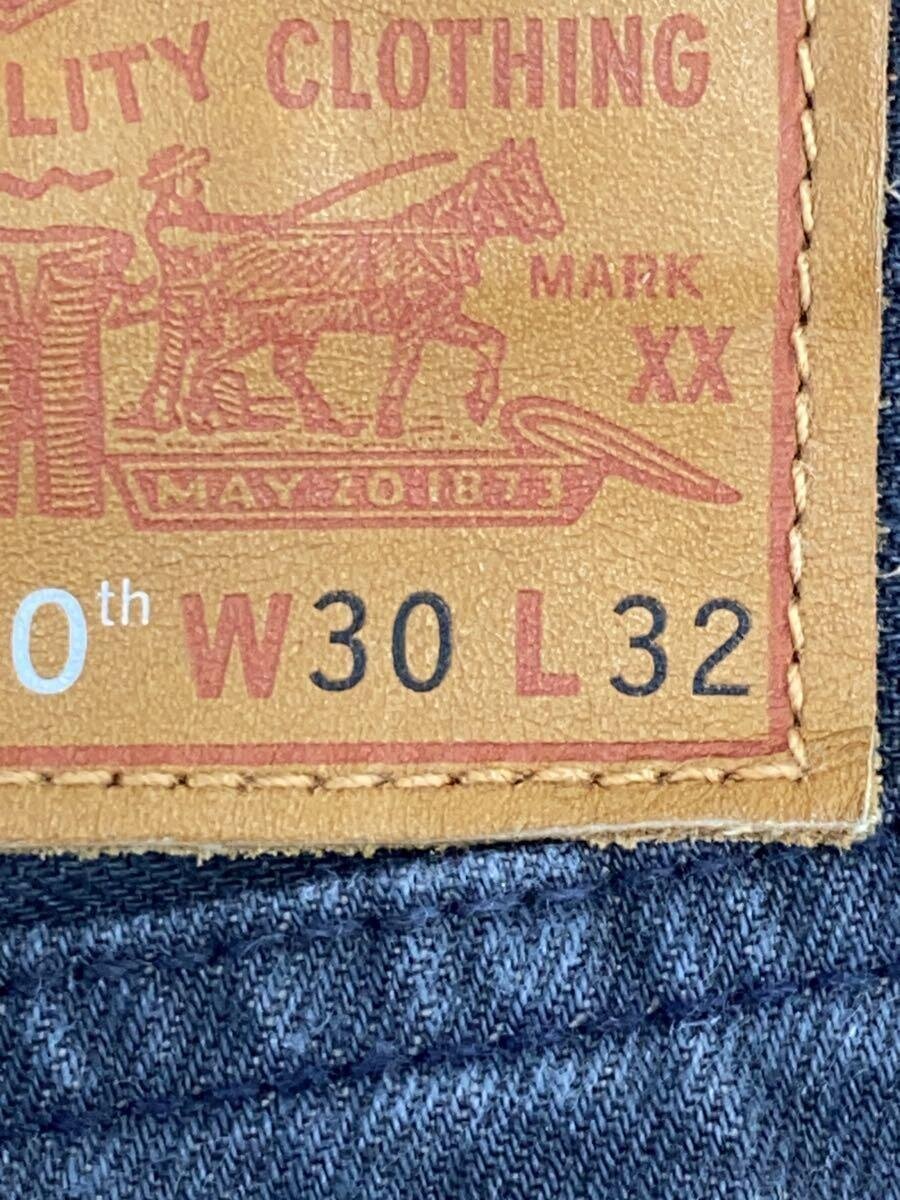 LITY CLOTHING
MARK
XX
MAY 20 1873
0th W30 L32